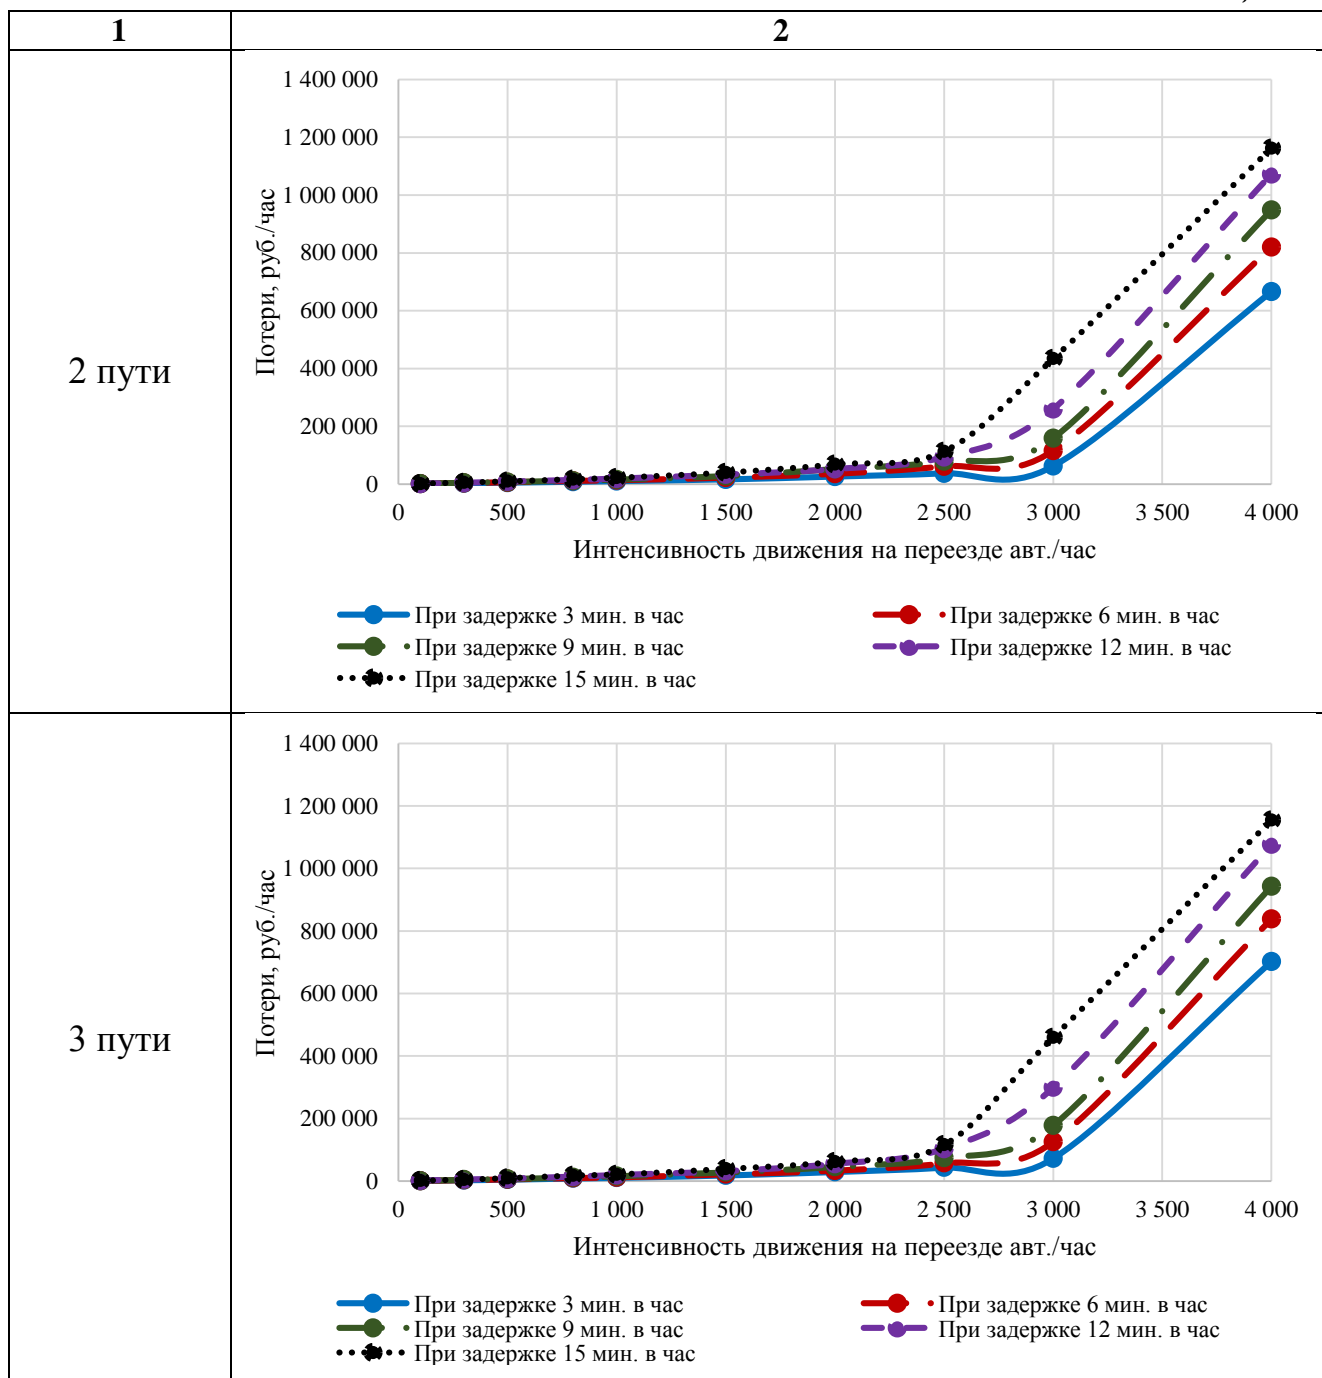 1 2
2 пути
1 400 000
1 200 000
1 000 000
800 000
600 000
400 000
200 000
0
Потери, руб./час
0 500 1 000 1 500 2 000 2 500 3 000 3 500 4 000
Интенсивность движения на переезде авт./час
При задержке 3 мин. в час При задержке 6 мин. в час
При задержке 9 мин. в час При задержке 12 мин. в час
При задержке 15 мин. в час
3 пути
1 400 000
1 200 000
1 000 000
800 000
600 000
400 000
200 000
0
Потери, руб./час
0 500 1 000 1 500 2 000 2 500 3 000 3 500 4 000
Интенсивность движения на переезде авт./час
При задержке 3 мин. в час При задержке 6 мин. в час
При задержке 9 мин. в час При задержке 12 мин. в час
При задержке 15 мин. в час